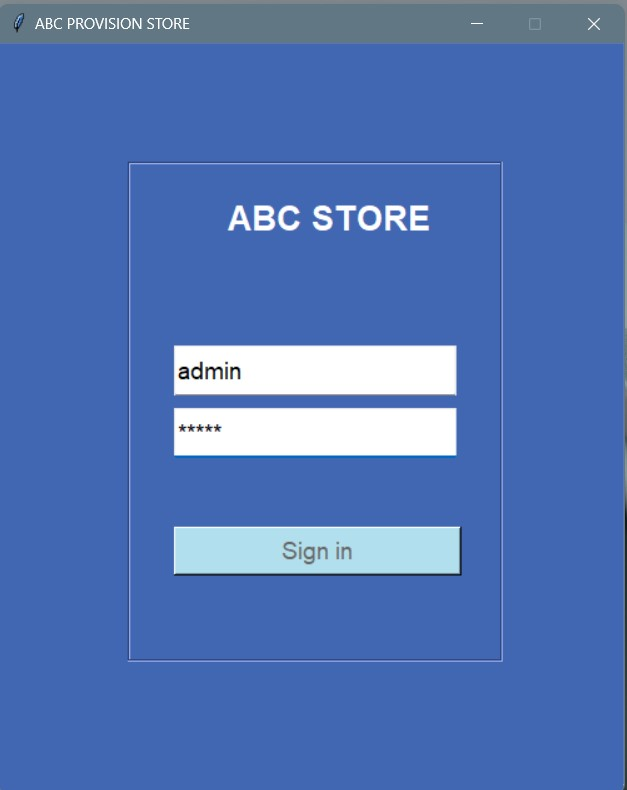 ABC PROVISION STORE
ABC STORE
admin
*****
Sign in